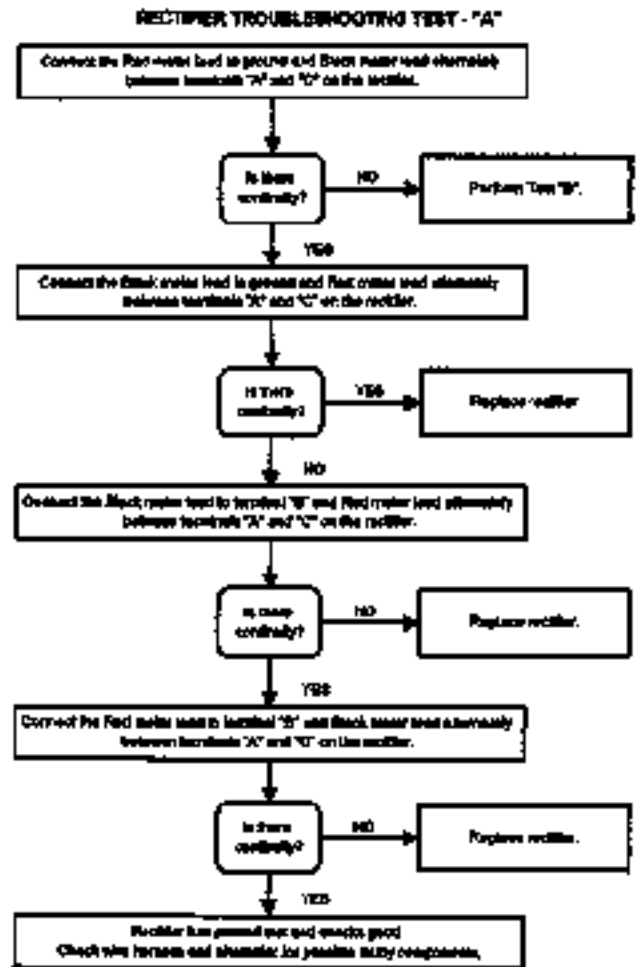 RECTIFIER TROUBLESHOOTING TEST - "A"
Connect the Red meter lead to ground and Black meter lead alternately
between terminals "A" and "C" on the rectifier.
Is there
continuity?
NO
Perform Test "B".
YES
Connect the Black meter lead to ground and Red meter lead alternately
between terminals "A" and "C" on the rectifier.
Is there
continuity?
YES
Replace rectifier
NO
Connect the Black meter lead to terminal "B" and Red meter lead alternately
between terminals "A" and "C" on the rectifier.
Is there
continuity?
NO
Replace rectifier.
YES
Connect the Red meter lead to terminal "B" and Black meter lead alternately
between terminals "A" and "C" on the rectifier.
Is there
continuity?
NO
Replace rectifier.
YES
Rectifier has passed test and checks good
Check wire harness and alternator for possible faulty components.